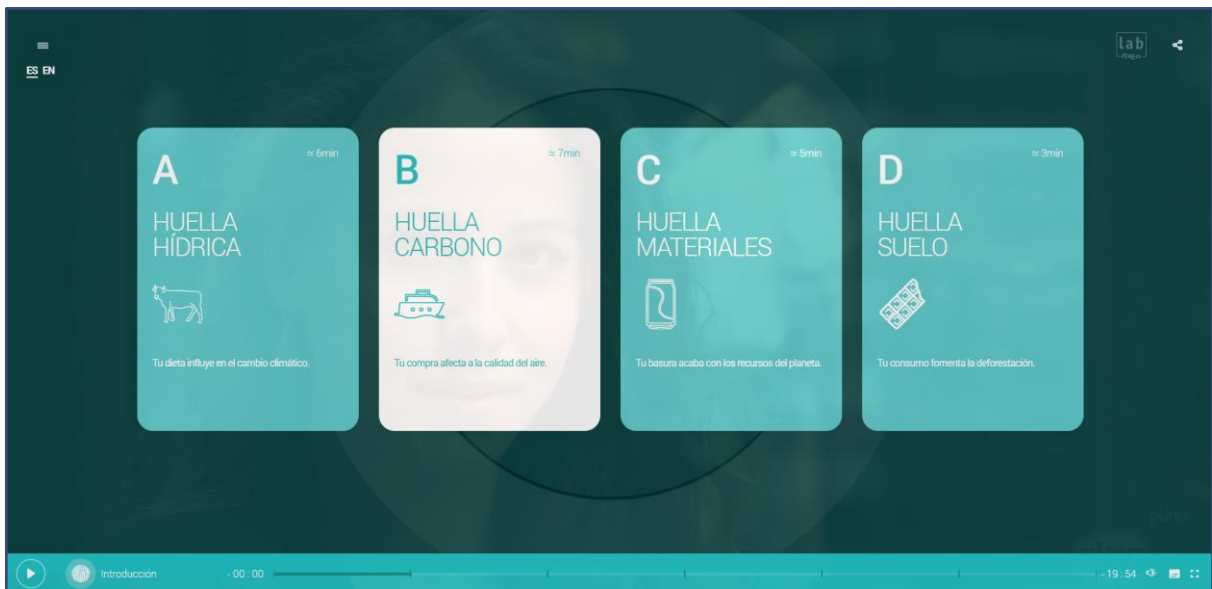 ES EN
lab
A
≃ 6min
HUELLA
HÍDRICA
Tu dieta influye en el cambio climático.
B
≃ 7min
HUELLA
CARBONO
Tu compra afecta a la calidad del aire.
C
≃ 5min
HUELLA
MATERIALES
Tu basura acaba con los recursos del planeta.
D
≃ 3min
HUELLA
SUELO
Tu consumo fomenta la deforestación.
playz
Introducción
- 00 : 00
- 19 : 54